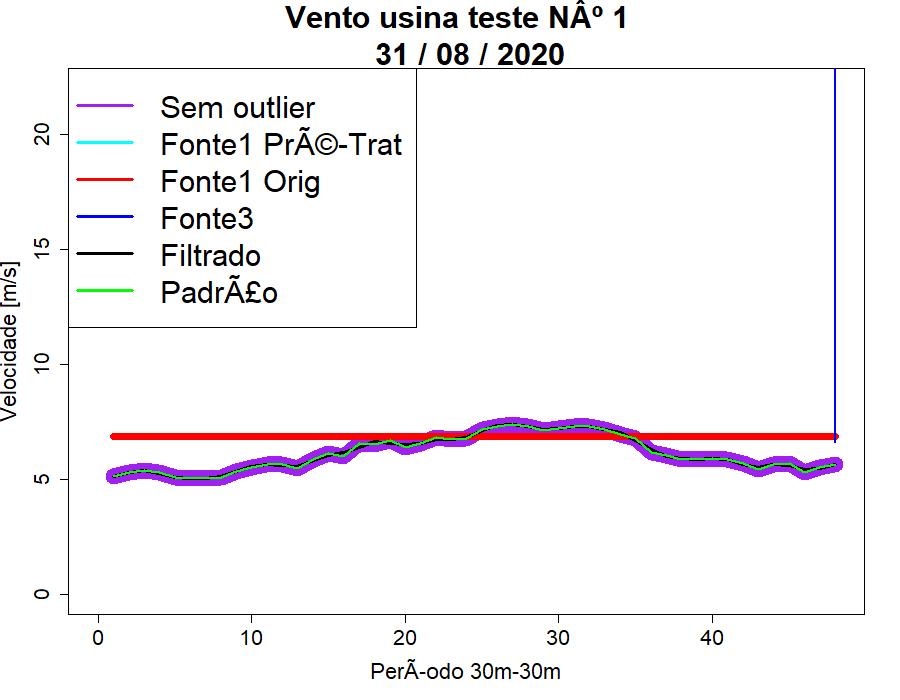 Vento usina teste NÂº 1
31 / 08 / 2020
Sem outlier
Fonte1 PrÃ©-Trat
Fonte1 Orig
Fonte3
Filtrado
PadrÃ£o
Velocidade [m/s]
20
15
10
5
0
0 10 20 30 40
PerÃ-odo 30m-30m